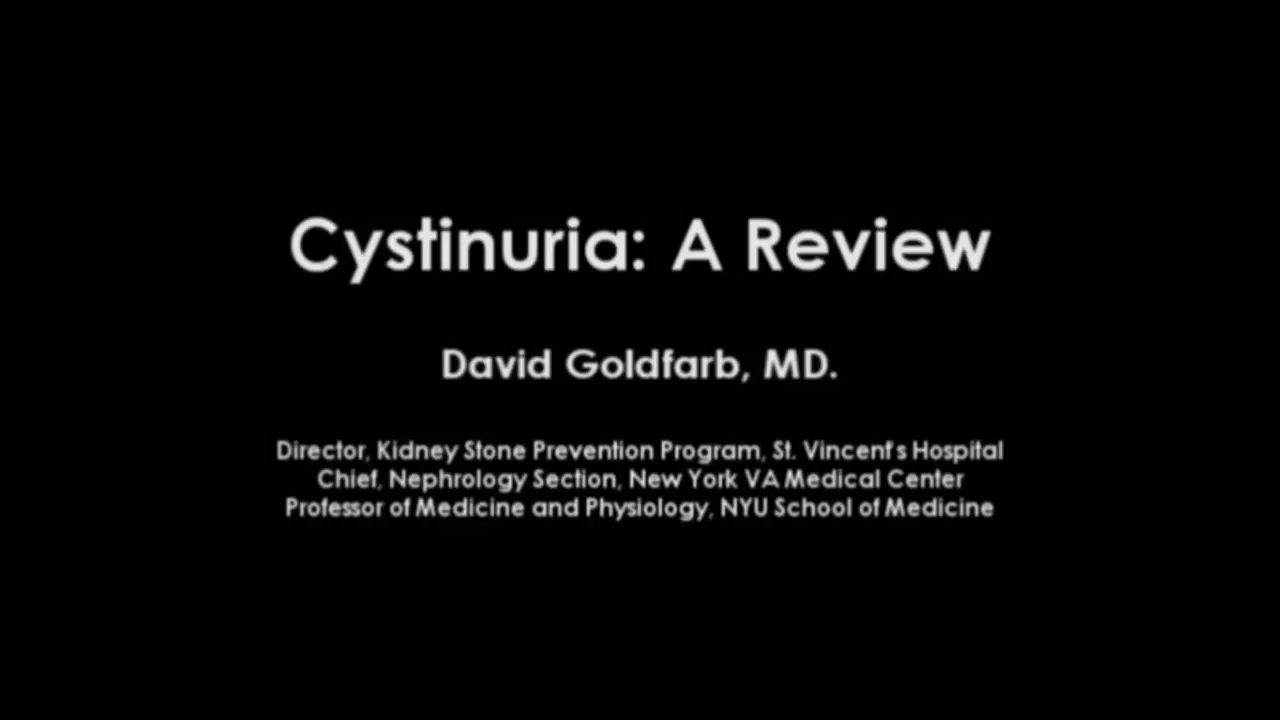 Cystinuria: A Review
David Goldfarb, MD.
Director, Kidney Stone Prevention Program, St. Vincent's Hospital
Chief, Nephrology Section, New York VA Medical Center
Professor of Medicine and Physiology, NYU School of Medicine